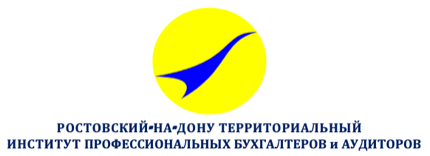 РОСТОВСКИЙ-НА-ДОНУ ТЕРРИТОРИАЛЬНЫЙ
ИНСТИТУТ ПРОФЕССИОНАЛЬНЫХ БУХГАЛТЕРОВ и АУДИТОРОВ